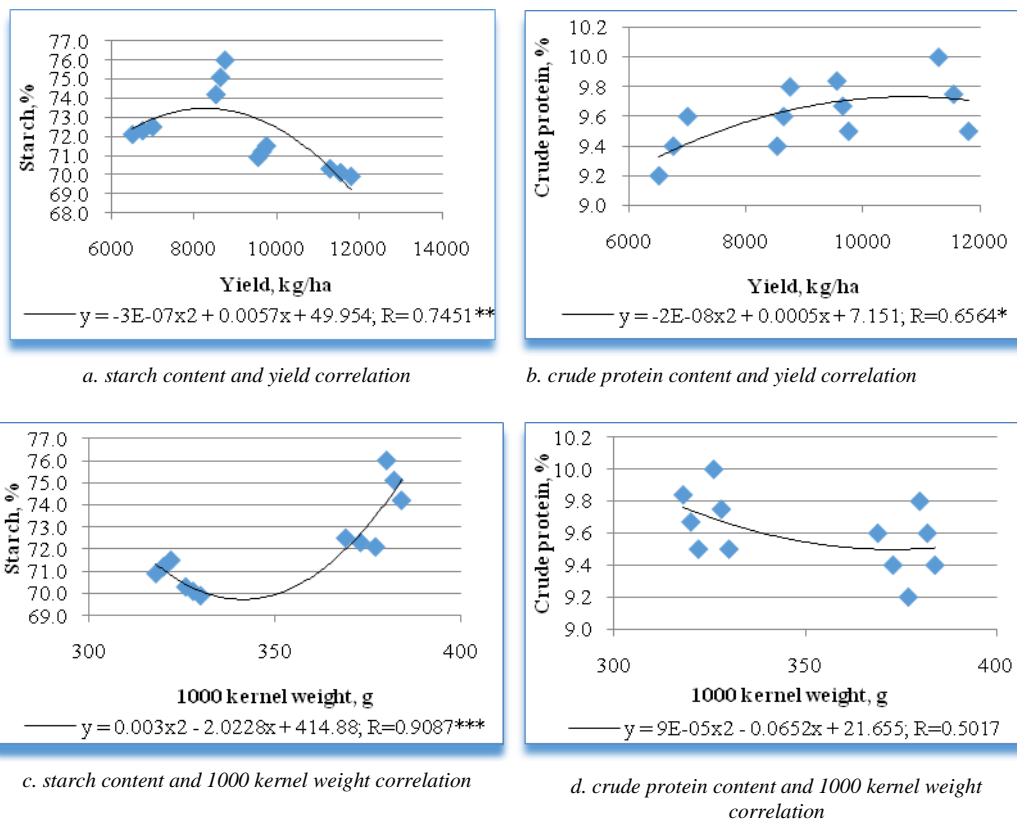 77.0
76.0
75.0
74.0
73.0
72.0
71.0
70.0
69.0
68.0
Starch,%
6000 8000 10000 12000 14000
Yield, kg/ha
y = -3E-07x2 + 0.0057x + 49.954; R= 0.7451**
a. starch content and yield correlation
10.2
10.0
9.8
9.6
9.4
9.2
9.0
Crude protein, %
6000 8000 10000 12000
Yield, kg/ha
y = -2E-08x2 + 0.0005x + 7.151; R=0.6564*
b. crude protein content and yield correlation
77.0
76.0
75.0
74.0
73.0
72.0
71.0
70.0
69.0
Starch, %
300 350 400
1000 kernel weight, g
y = 0.003x2 - 2.0228x + 414.88; R=0.9087***
c. starch content and 1000 kernel weight correlation
10.2
10.0
9.8
9.6
9.4
9.2
9.0
Crude protein, %
300 350 400
1000 kernel weight, g
y = 9E-05x2 - 0.0652x + 21.655; R=0.5017
d. crude protein content and 1000 kernel weight
correlation